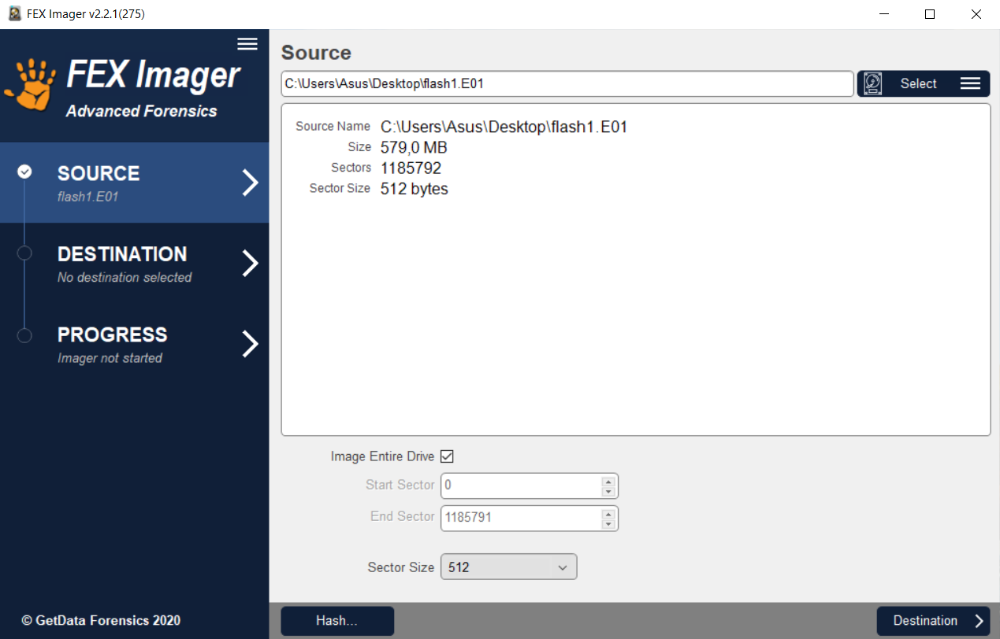 FEX Imager v2.2.1(275)
FEX Imager
Advanced Forensics
SOURCE
flash1.E01
DESTINATION
No destination selected
PROGRESS
Imager not started
© GetData Forensics 2020
Source
C:\Users\Asus\Desktop\flash1.E01
Select
Source Name C:\Users\Asus\Desktop\flash1.E01
Size 579,0 MB
Sectors 1185792
Sector Size 512 bytes
Image Entire Drive
Start Sector 0
End Sector 1185791
Sector Size 512
Hash...
Destination